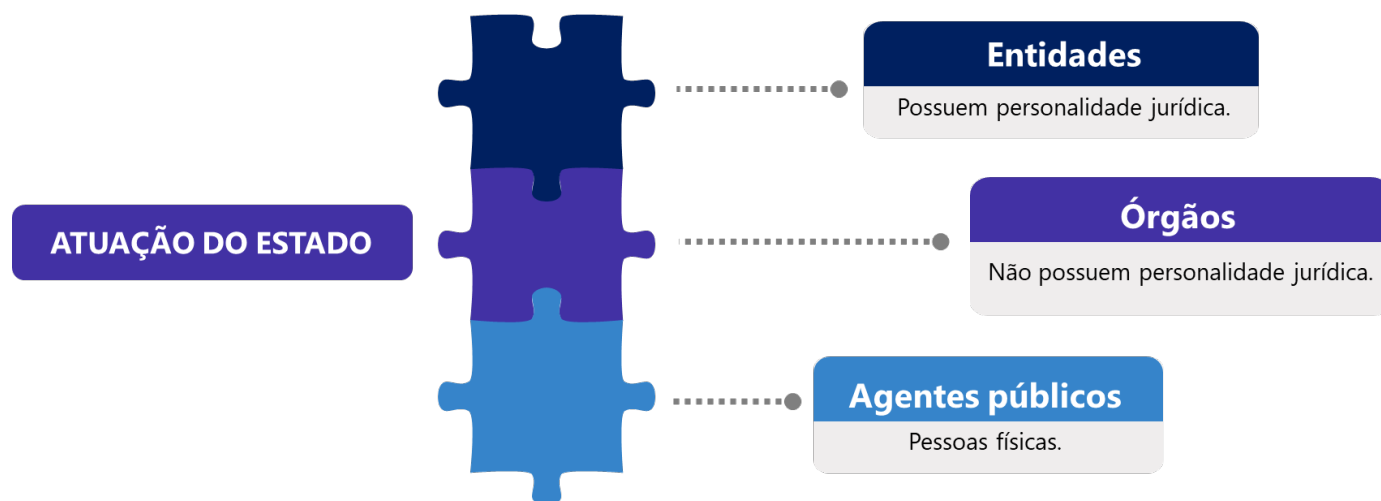 ATUAÇÃO DO ESTADO
Entidades
Possuem personalidade jurídica.
Órgãos
Não possuem personalidade jurídica.
Agentes públicos
Pessoas físicas.